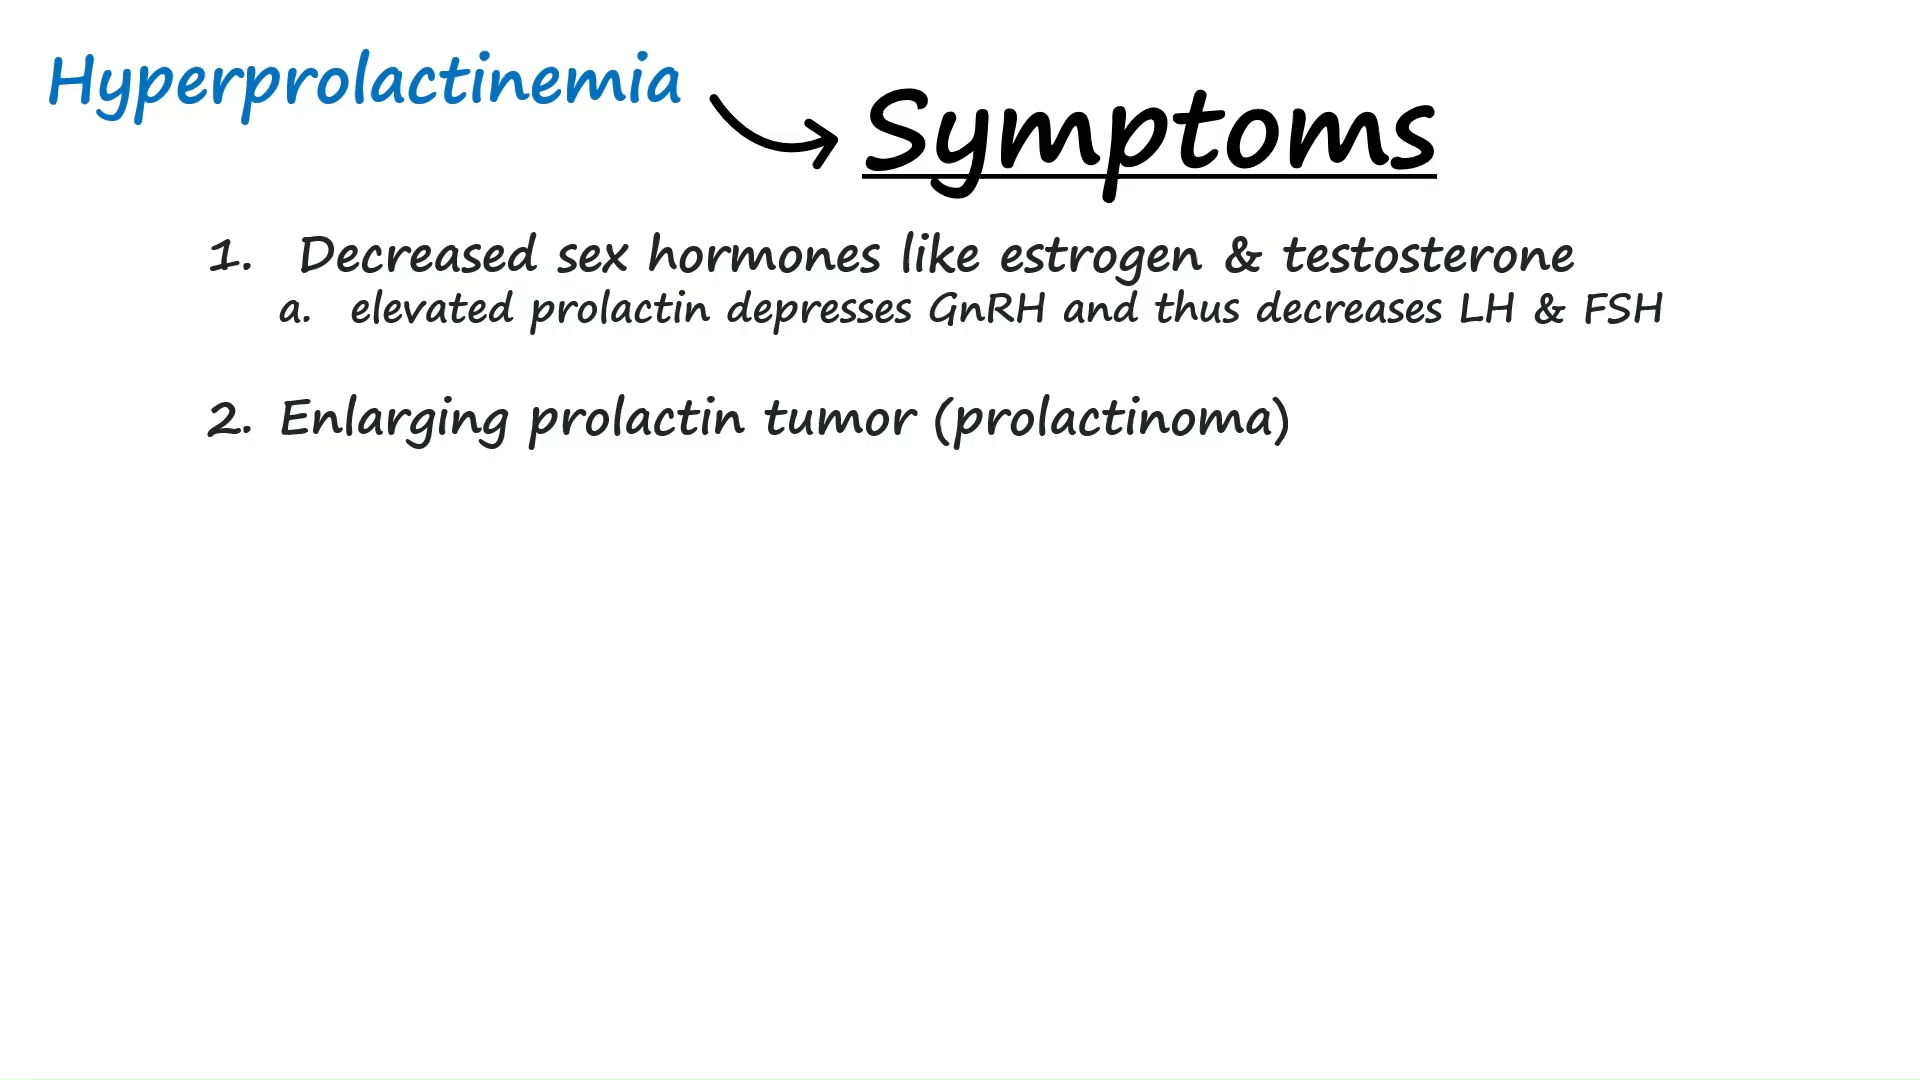 Hyperprolactinemia
Symptoms
1. Decreased sex hormones like estrogen & testosterone
a. elevated prolactin depresses GnRH and thus decreases LH & FSH
2. Enlarging prolactin tumor (prolactinoma)